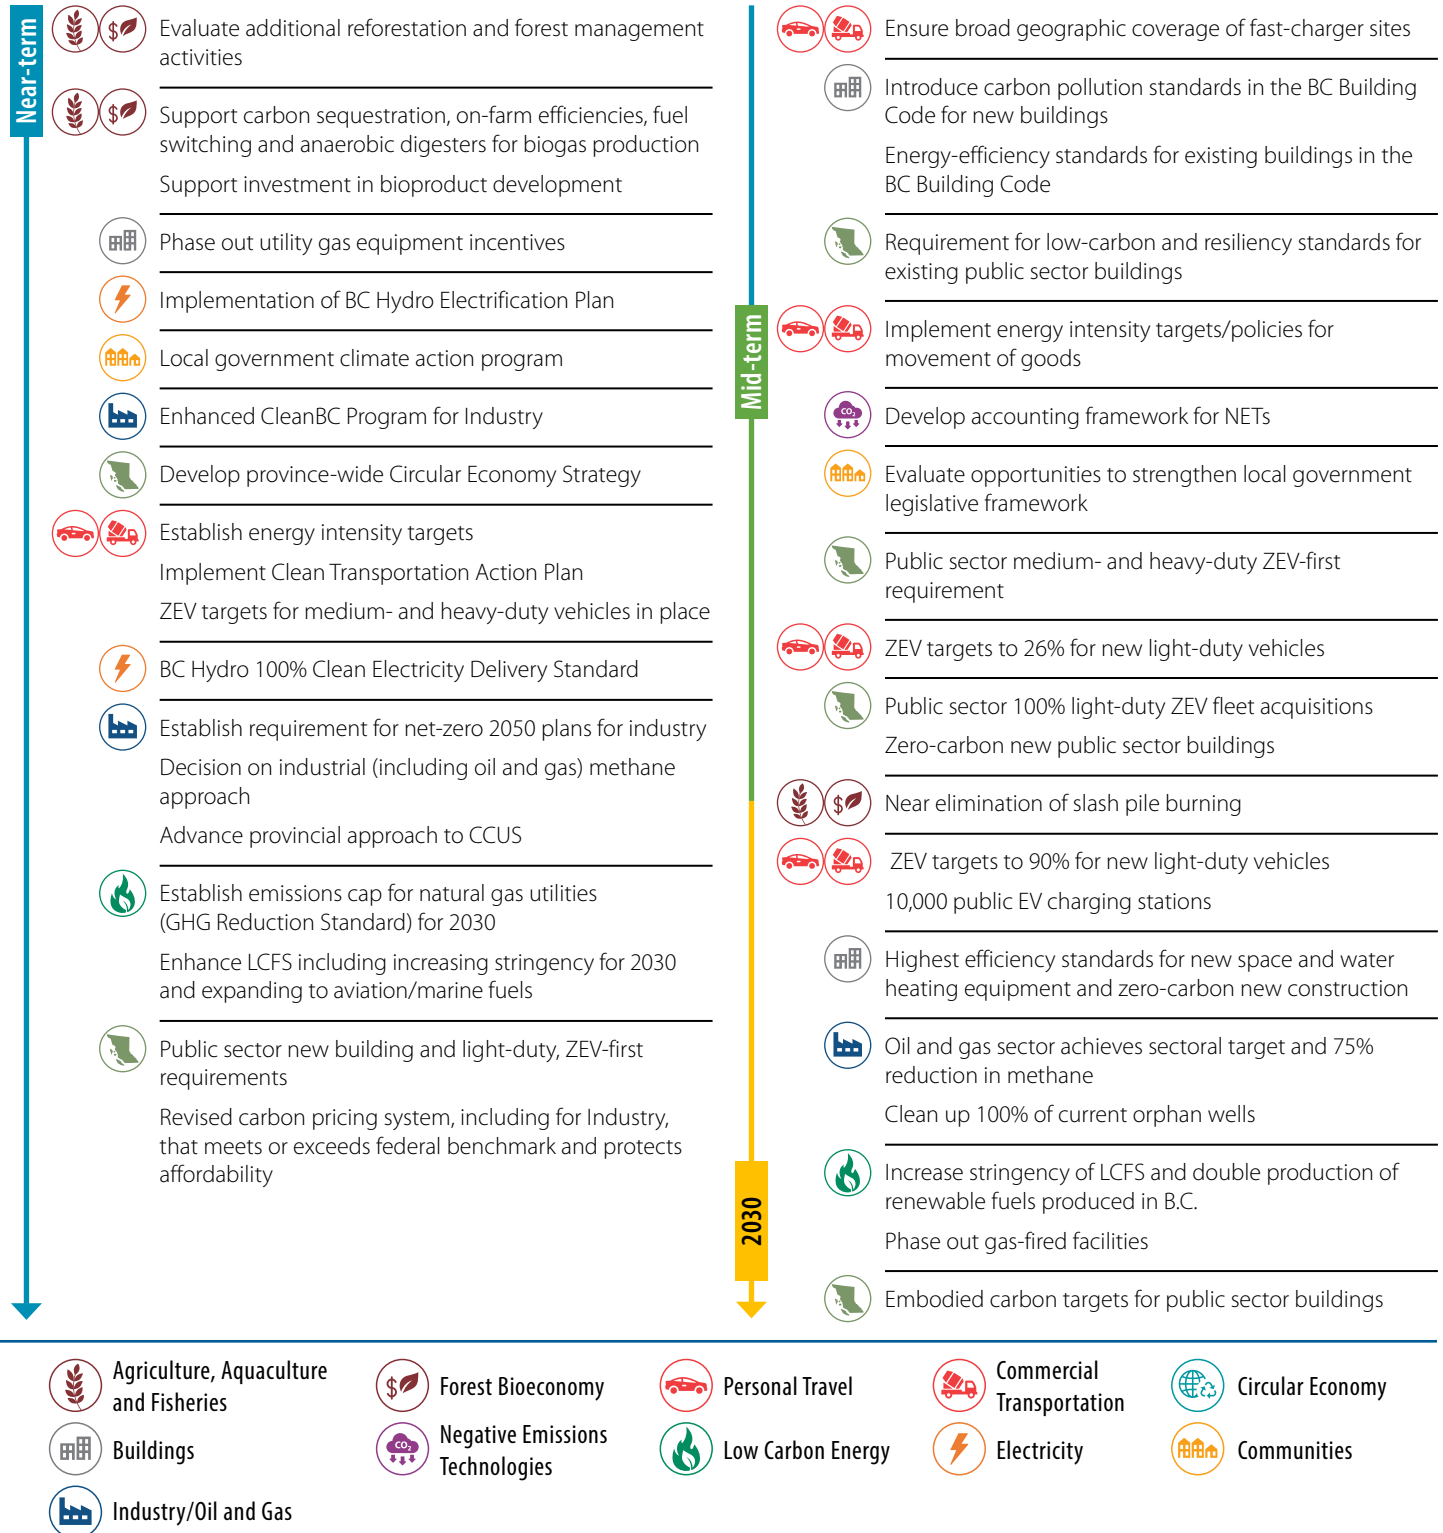 Near-term
Evaluate additional reforestation and forest management
activities
Support carbon sequestration, on-farm efficiencies, fuel
switching and anaerobic digesters for biogas production
Support investment in bioproduct development
Phase out utility gas equipment incentives
Implementation of BC Hydro Electrification Plan
Local government climate action program
Enhanced CleanBC Program for Industry
Develop province-wide Circular Economy Strategy
Establish energy intensity targets
Implement Clean Transportation Action Plan
ZEV targets for medium- and heavy-duty vehicles in place
BC Hydro 100% Clean Electricity Delivery Standard
Establish requirement for net-zero 2050 plans for industry
Decision on industrial (including oil and gas) methane
approach
Advance provincial approach to CCUS
Establish emissions cap for natural gas utilities
(GHG Reduction Standard) for 2030
Enhance LCFS including increasing stringency for 2030
and expanding to aviation/marine fuels
Public sector new building and light-duty, ZEV-first
requirements
Revised carbon pricing system, including for Industry,
that meets or exceeds federal benchmark and protects
affordability
Ensure broad geographic coverage of fast-charger sites
Introduce carbon pollution standards in the BC Building
Code for new buildings
Energy-efficiency standards for existing buildings in the
BC Building Code
Requirement for low-carbon and resiliency standards for
existing public sector buildings
Mid-term
Implement energy intensity targets/policies for
movement of goods
CO₂
Develop accounting framework for NETs
Evaluate opportunities to strengthen local government
legislative framework
Public sector medium- and heavy-duty ZEV-first
requirement
ZEV targets to 26% for new light-duty vehicles
Public sector 100% light-duty ZEV fleet acquisitions
Zero-carbon new public sector buildings
Near elimination of slash pile burning
ZEV targets to 90% for new light-duty vehicles
10,000 public EV charging stations
Highest efficiency standards for new space and water
heating equipment and zero-carbon new construction
Oil and gas sector achieves sectoral target and 75%
reduction in methane
Clean up 100% of current orphan wells
2030
Increase stringency of LCFS and double production of
renewable fuels produced in B.C.
Phase out gas-fired facilities
Embodied carbon targets for public sector buildings
Agriculture, Aquaculture
and Fisheries
$
Forest Bioeconomy
Personal Travel
Commercial
Transportation
Circular Economy
Buildings
CO₂
Negative Emissions
Technologies
Low Carbon Energy
Electricity
Communities
Industry/Oil and Gas